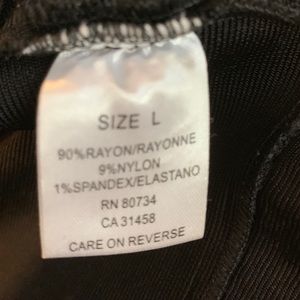 SIZE L
90%RAYON/RAYONNE
9%NYLON
1%SPANDEX/ELASTANO
RN 80734
CA 31458
CARE ON REVERSE